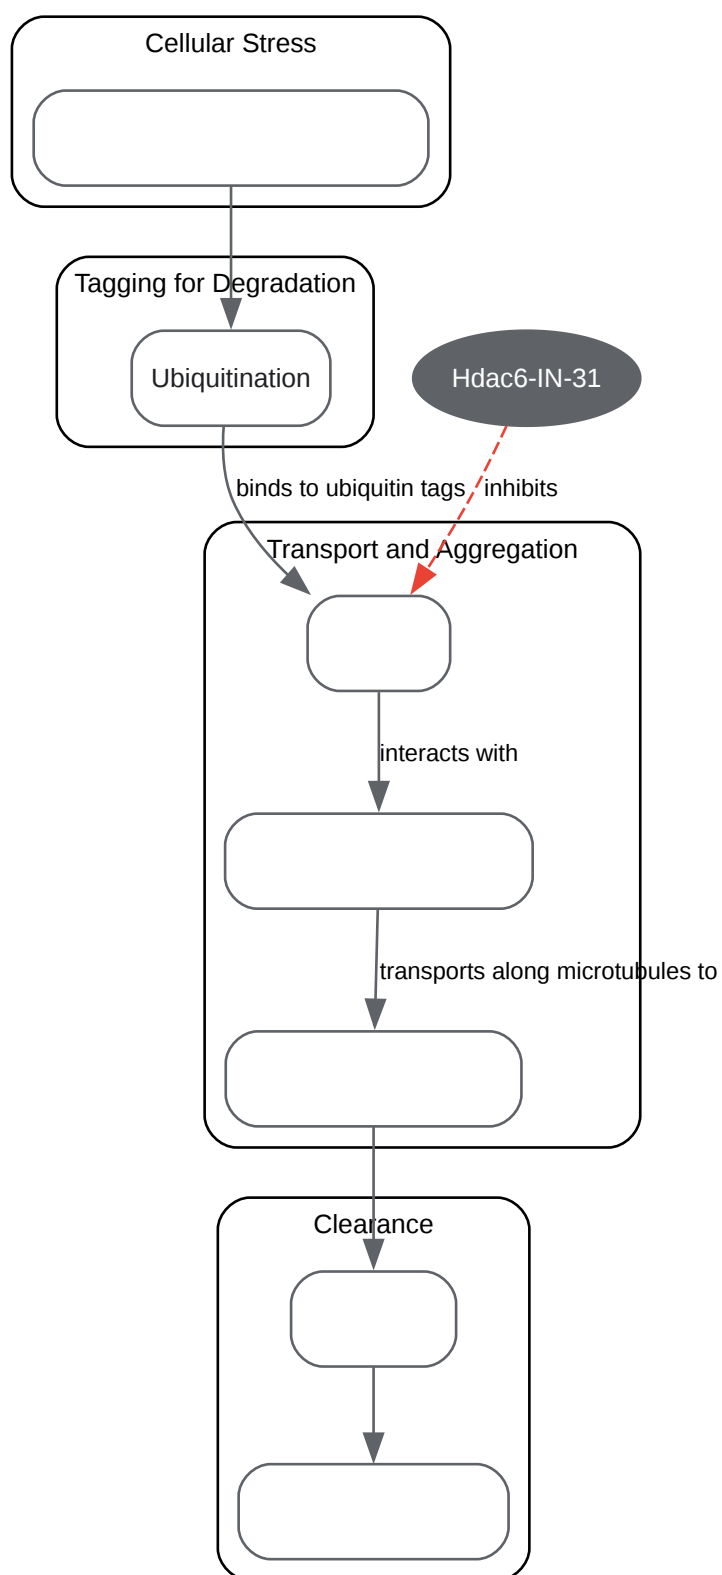 Cellular Stress
Tagging for Degradation
Ubiquitination
Hdac6-IN-31
binds to ubiquitin tags
inhibits
Transport and Aggregation
interacts with
transports along microtubules to
Clearance